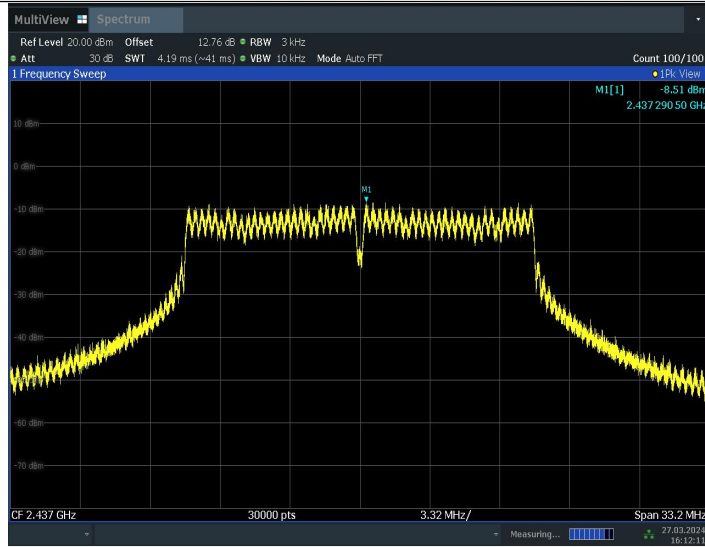 MultiView Spectrum
Ref Level 20.00 dBm Offset 12.76 dB RBW 3 kHz
Att 30 dB SWT 4.19 ms (~41 ms) VBW 10 kHz Mode Auto FFT Count 100/100
1 Frequency Sweep 1Pk View
M1[1] -8.51 dBm
2.437 290 50 GHz
10 dBm
0 dBm
M1
-10 dBm
-20 dBm
-30 dBm
-40 dBm
-60 dBm
-70 dBm
CF 2.437 GHz 30000 pts 3.32 MHz/ Span 33.2 MHz
Measuring... 27.03.2024
16:12:11